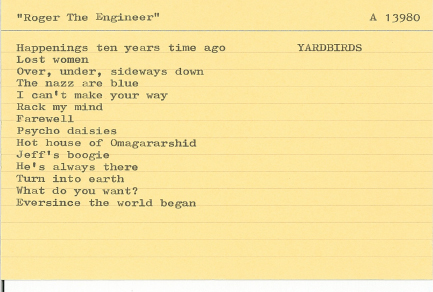 "Roger The Engineer" A 13980
Happenings ten years time ago YARDBIRDS
Lost women
Over, under, sideways down
The nazz are blue
I can't make your way
Rack my mind
Farewell
Psycho daisies
Hot house of Omagararshid
Jeff's boogie
He's always there
Turn into earth
What do you want?
Eversince the world began